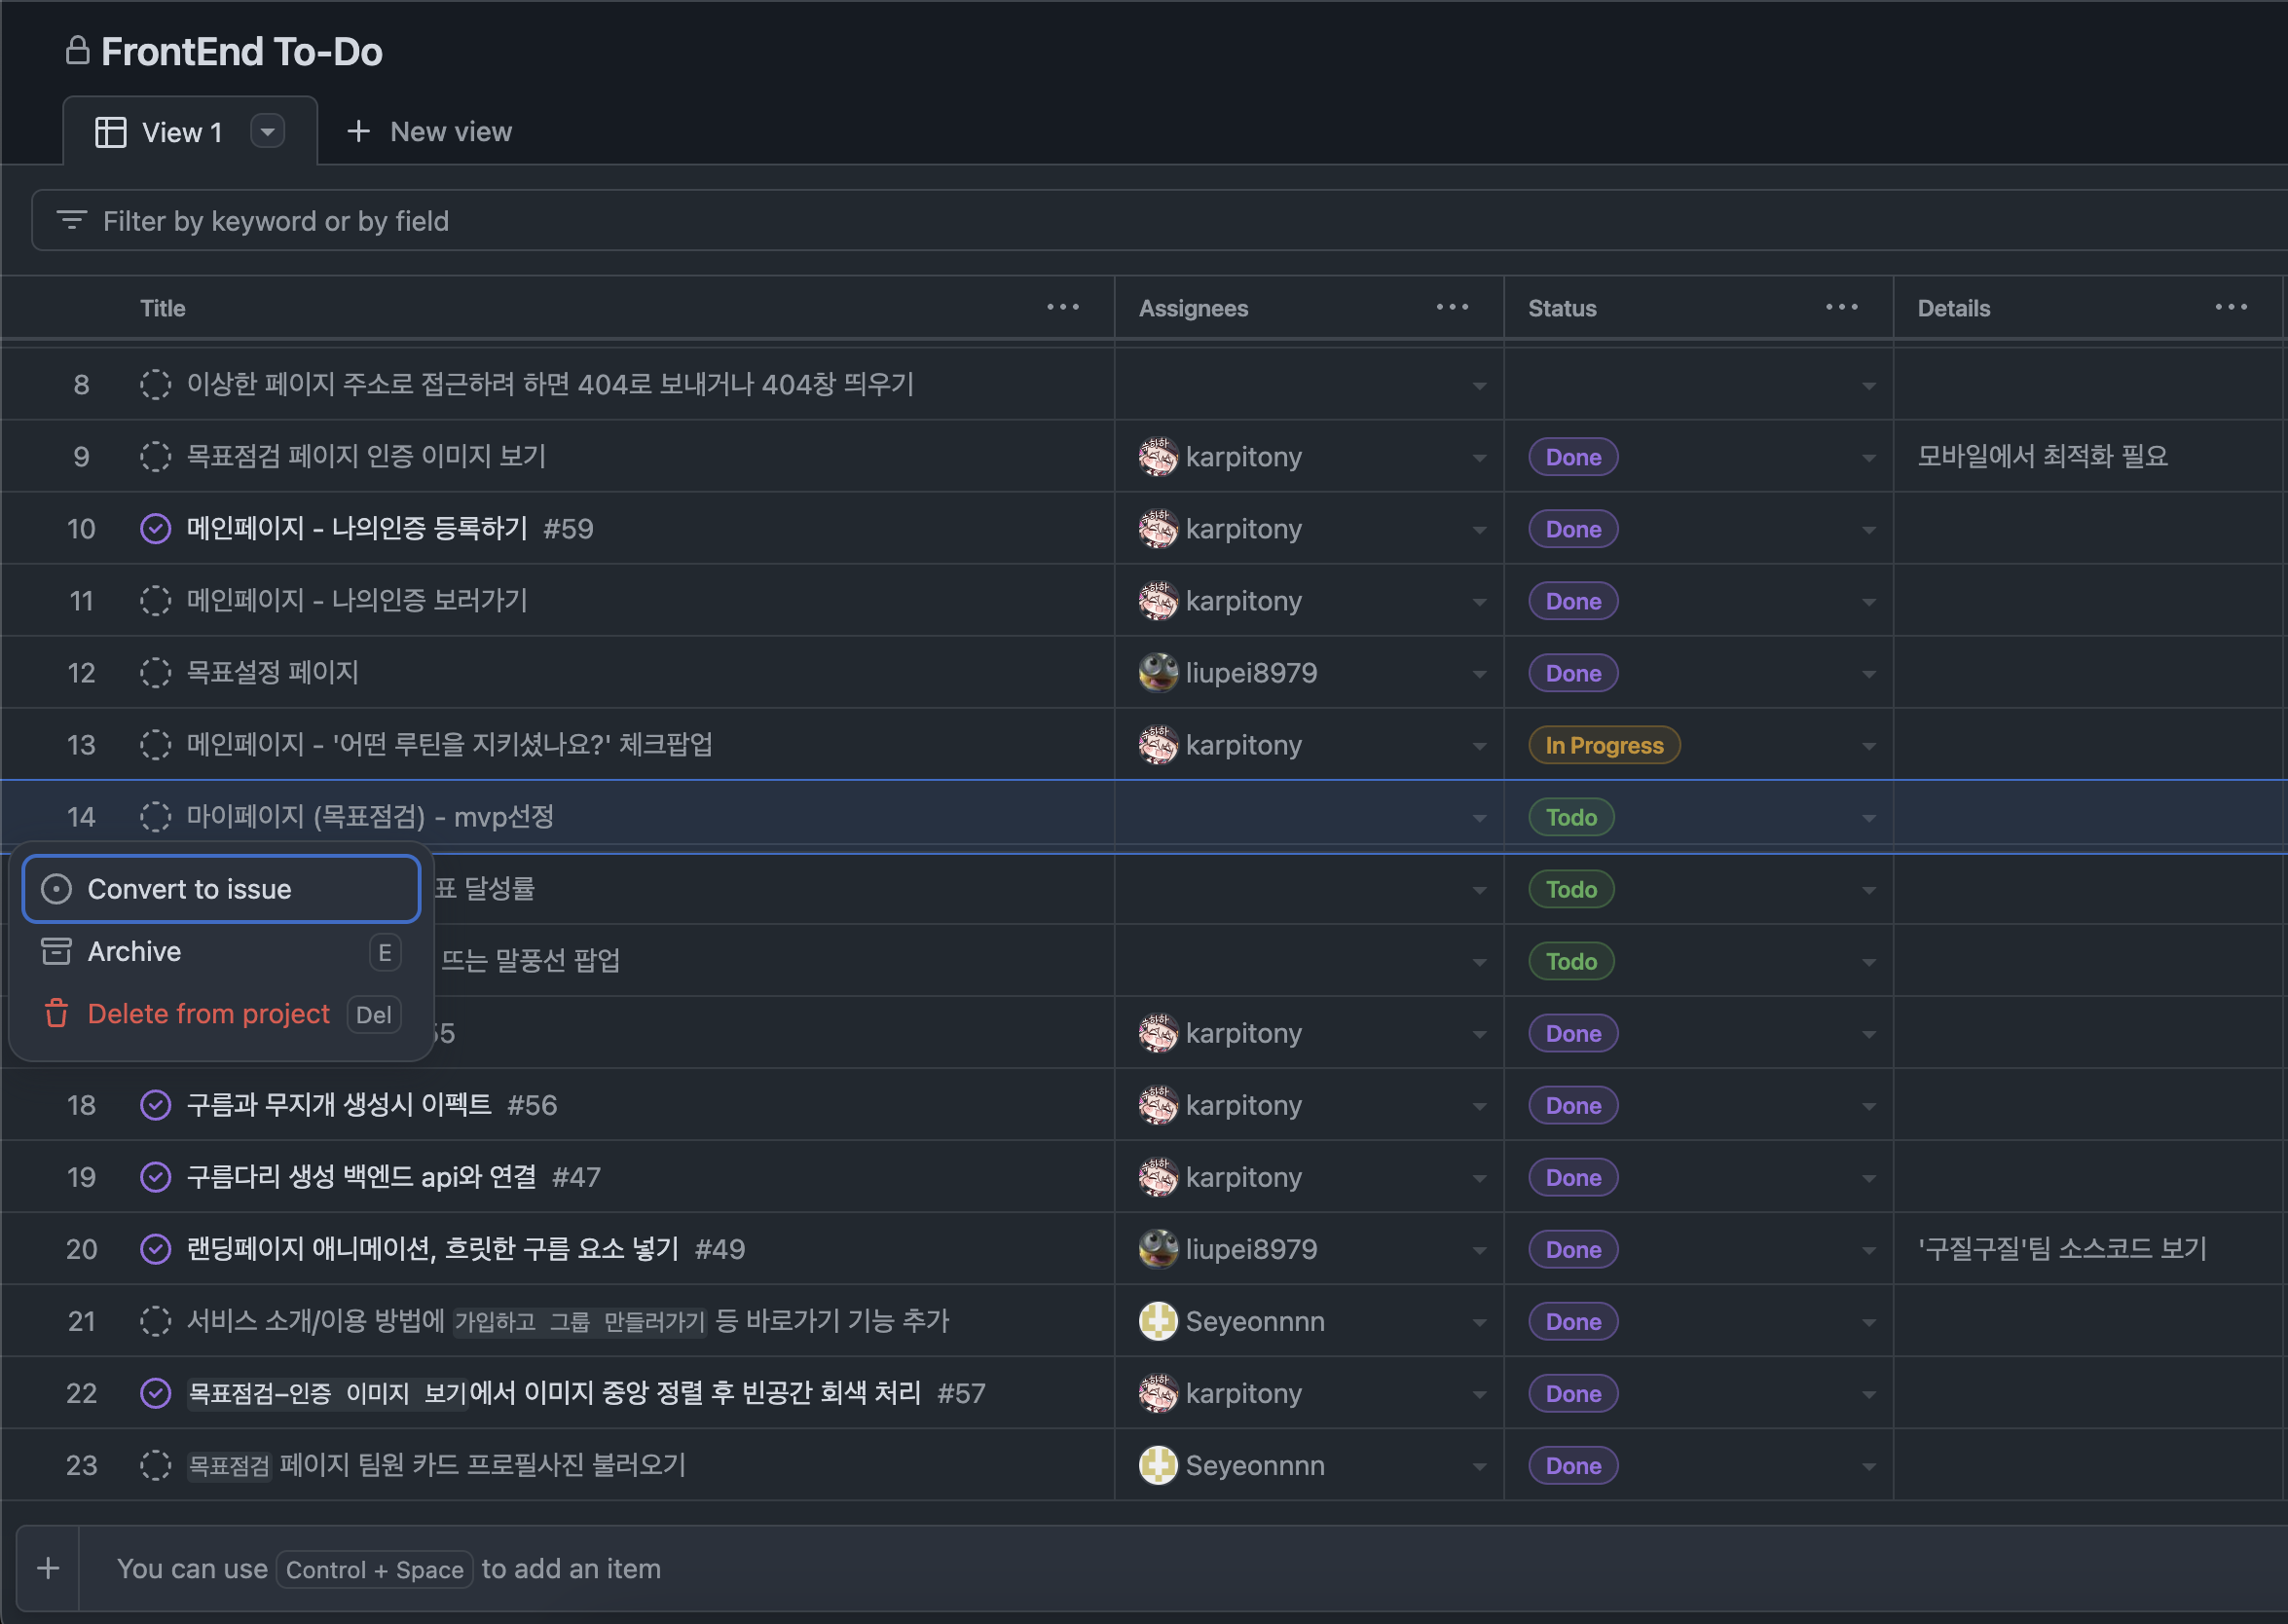 FrontEnd To-Do
View 1 New view
Filter by keyword or by field
Title Assignees Status Details
8 이상한 페이지 주소로 접근하려 하면 404로 보내거나 404창 띄우기
9 목표점검 페이지 인증 이미지 보기 karpitony Done 모바일에서 최적화 필요
10 메인페이지 - 나의인증 등록하기 #59 karpitony Done
11 메인페이지 - 나의인증 보러가기 karpitony Done
12 목표설정 페이지 liupei8979 Done
13 메인페이지 - '어떤 루틴을 지키셨나요?' 체크팝업 karpitony In Progress
14 마이페이지 (목표점검) - mvp선정 Todo
Convert to issue 표 달성률 Todo
Archive E 뜨는 말풍선 팝업 Todo
Delete from project Del 55 karpitony Done
18 구름과 무지개 생성시 이펙트 #56 karpitony Done
19 구름다리 생성 백엔드 api와 연결 #47 karpitony Done
20 랜딩페이지 애니메이션, 흐릿한 구름 요소 넣기 #49 liupei8979 Done '구질구질'팀 소스코드 보기
21 서비스 소개/이용 방법에 가입하고 그룹 만들러가기 등 바로가기 기능 추가 Seyeonnnn Done
22 목표점검-인증 이미지 보기에서 이미지 중앙 정렬 후 빈공간 회색 처리 #57 karpitony Done
23 목표점검 페이지 팀원 카드 프로필사진 불러오기 Seyeonnnn Done
You can use Control + Space to add an item